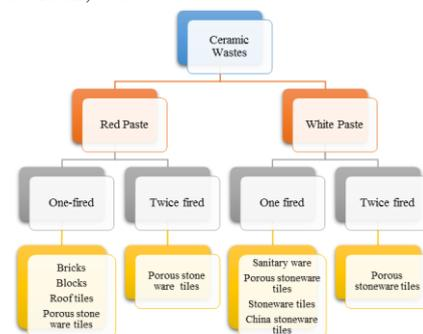 Ceramic
Wastes
Red Paste
White Paste
One-fired
Twice fired
One fired
Twice fired
Bricks
Blocks
Roof tiles
Porous stone
ware tiles
Porous stone
ware tiles
Sanitary ware
Porous stoneware
tiles
Stoneware tiles
China stoneware
tiles
Porous
stoneware tiles